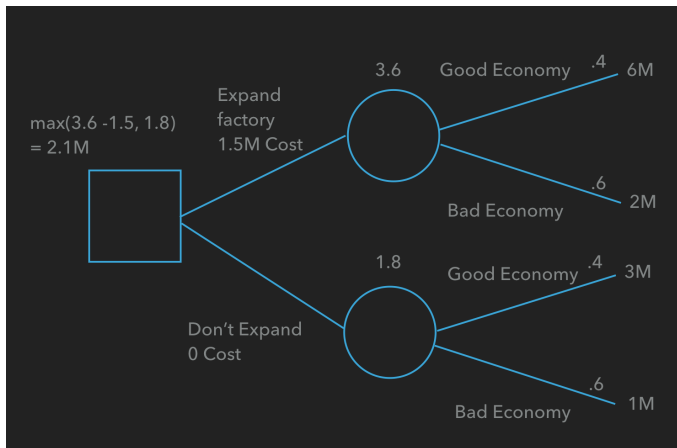 max(3.6 -1.5, 1.8)
= 2.1M
Expand
factory
1.5M Cost
3.6
Good Economy
.4
6M
.6
2M
Bad Economy
Don’t Expand
0 Cost
1.8
Good Economy
.4
3M
.6
1M
Bad Economy